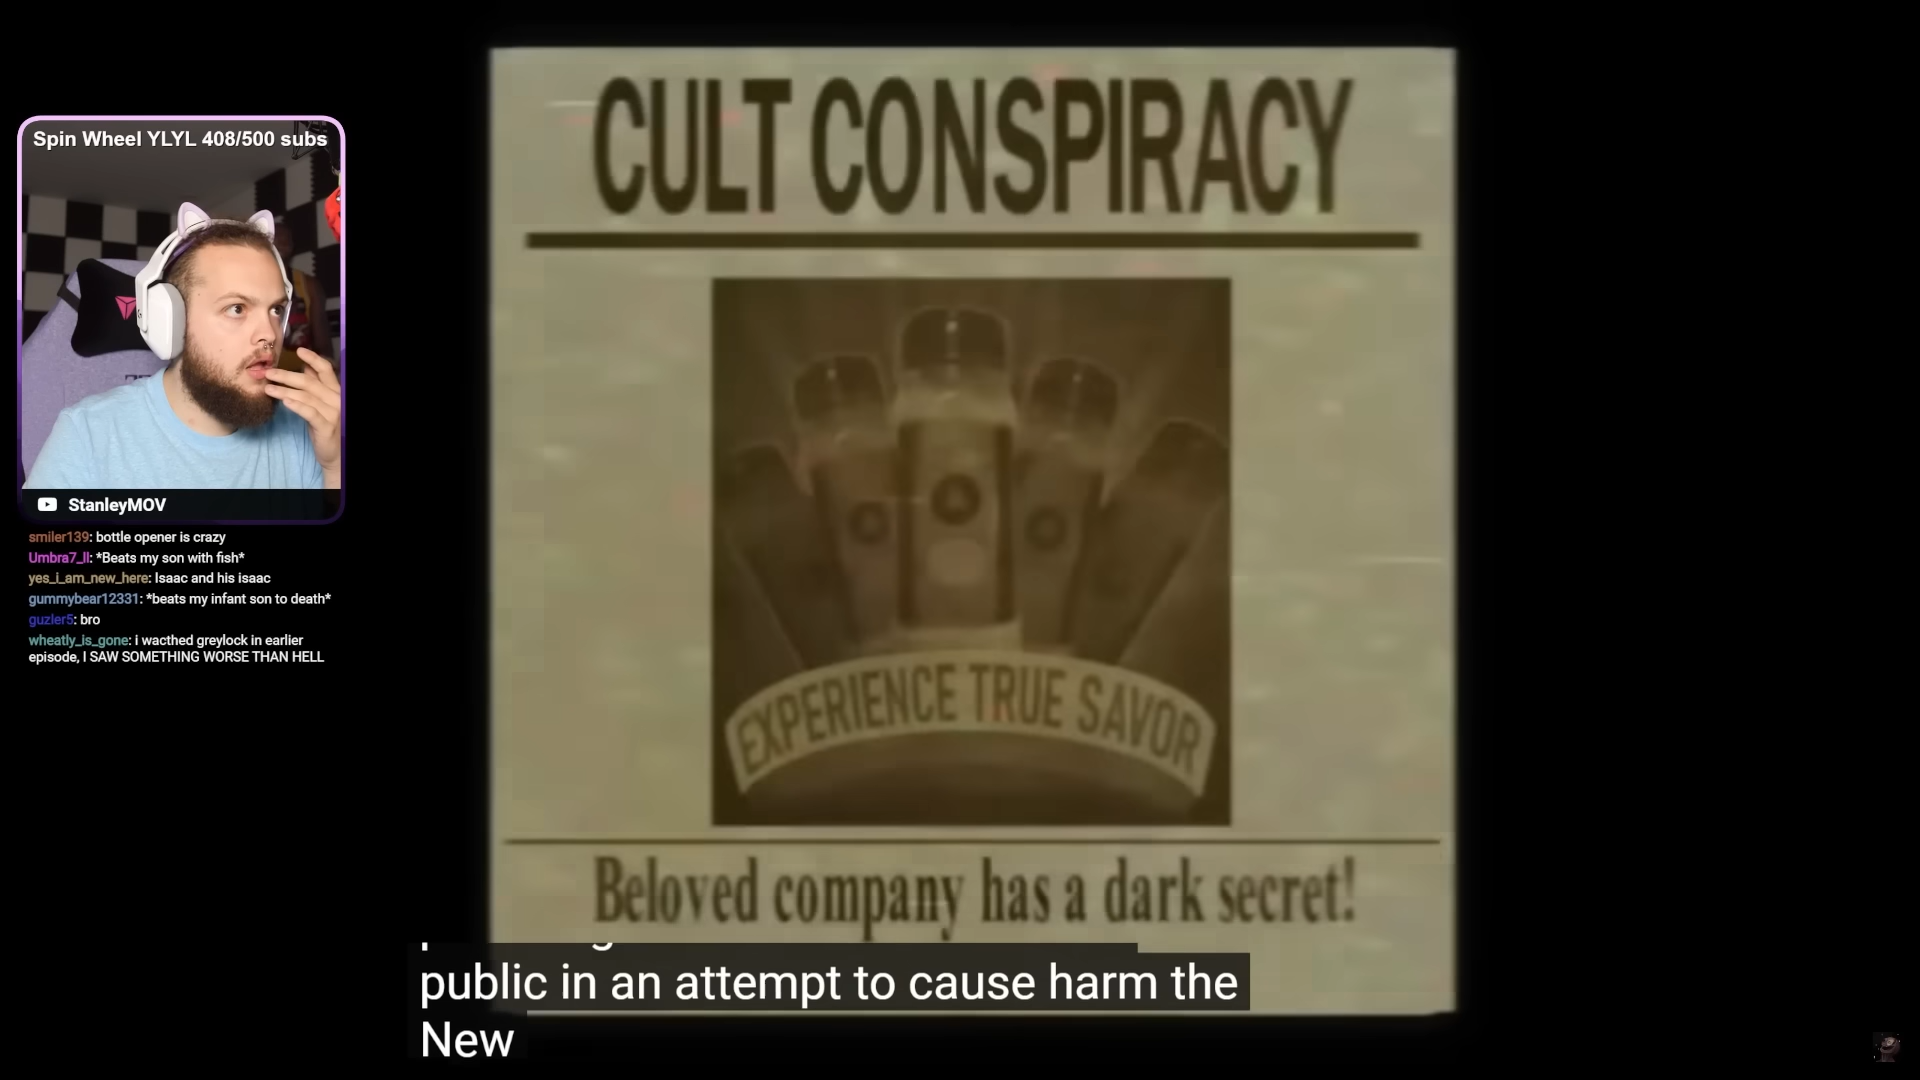 Spin Wheel YLYL 408/500 subs
StanleyMOV
smiler139: bottle opener is crazy
Umbra7_ll: *Beats my son with fish*
yes_i_am_new_here: Isaac and his isaac
gummybear12331: *beats my infant son to death*
guzler5: bro
wheatly_is_gone: i wacthed greylock in earlier
episode, I SAW SOMETHING WORSE THAN HELL
CULT CONSPIRACY
EXPERIENCE TRUE SAVOR
Beloved company has a dark secret!
public in an attempt to cause harm the
New